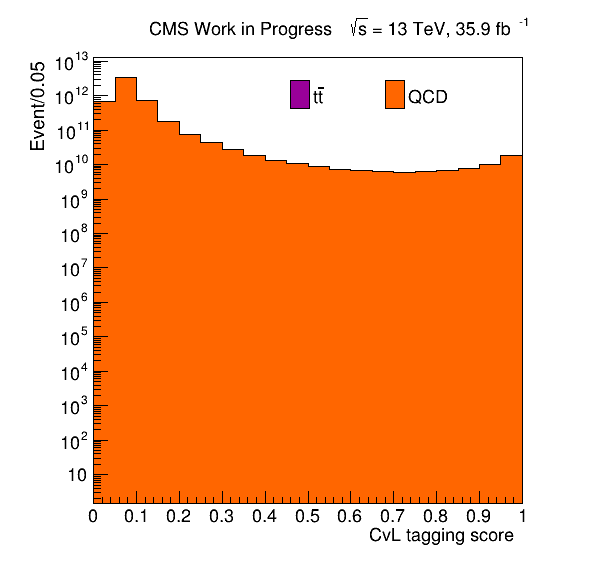 CMS Work in Progress √s = 13 TeV, 35.9 fb⁻¹
Event/0.05
tt̄ QCD
10¹³
10¹²
10¹¹
10¹⁰
10⁹
10⁸
10⁷
10⁶
10⁵
10⁴
10³
10²
10
0 0.1 0.2 0.3 0.4 0.5 0.6 0.7 0.8 0.9 1
CvL tagging score